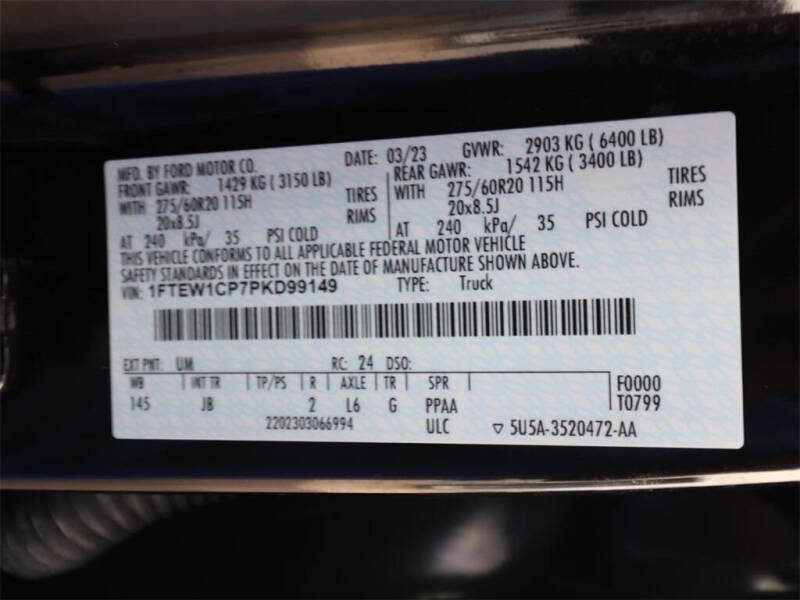 MFD. BY FORD MOTOR CO. DATE: 03/23 GVWR: 2903 KG ( 6400 LB)
FRONT GAWR: 1429 KG ( 3150 LB) REAR GAWR: 1542 KG ( 3400 LB)
WITH 275/60R20 115H TIRES WITH 275/60R20 115H TIRES
20x8.5J RIMS 20x8.5J RIMS
AT 240 kPa/ 35 PSI COLD AT 240 kPa/ 35 PSI COLD
THIS VEHICLE CONFORMS TO ALL APPLICABLE FEDERAL MOTOR VEHICLE
SAFETY STANDARDS IN EFFECT ON THE DATE OF MANUFACTURE SHOWN ABOVE.
VIN: 1FTEW1CP7PKD99149 TYPE: Truck
EXT PNT: UM RC: 24 DSO:
WB INT TR TP/PS R AXLE TR SPR F0000
145 JB 2 L6 G PPAA T0799
2202303066994 ULC ▽ 5U5A-3520472-AA